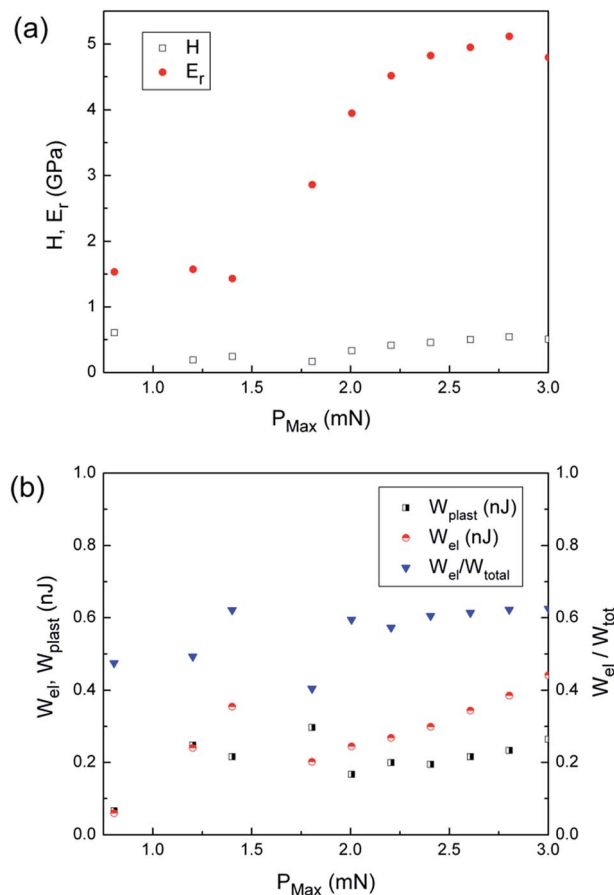 (a)
H
E_r
H, E_r (GPa)
5
4
3
2
1
0
1.0 1.5 2.0 2.5 3.0
P_Max (mN)
(b)
W_plast (nJ)
W_el (nJ)
W_el/W_total
W_el, W_plast (nJ)
1.0
0.8
0.6
0.4
0.2
0.0
1.0
0.8
0.6
0.4
0.2
0.0
W_el / W_tot
1.0 1.5 2.0 2.5 3.0
P_Max (mN)